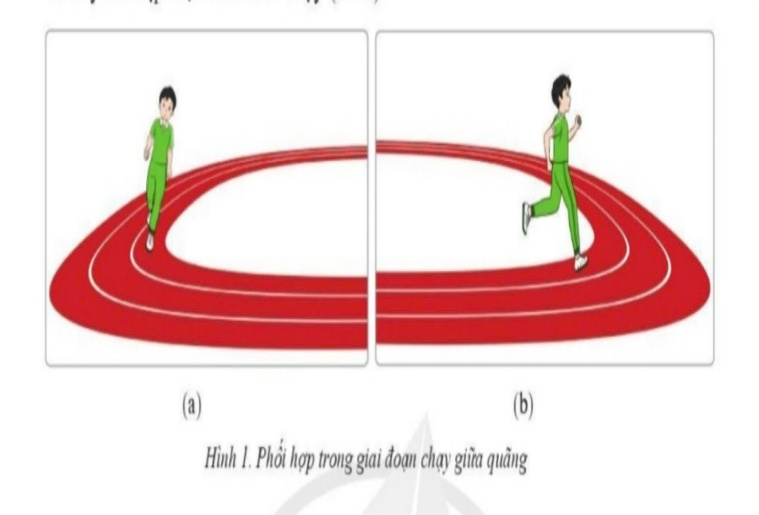 (a)
(b)
Hình 1. Phối hợp trong giai đoạn chạy giữa quãng